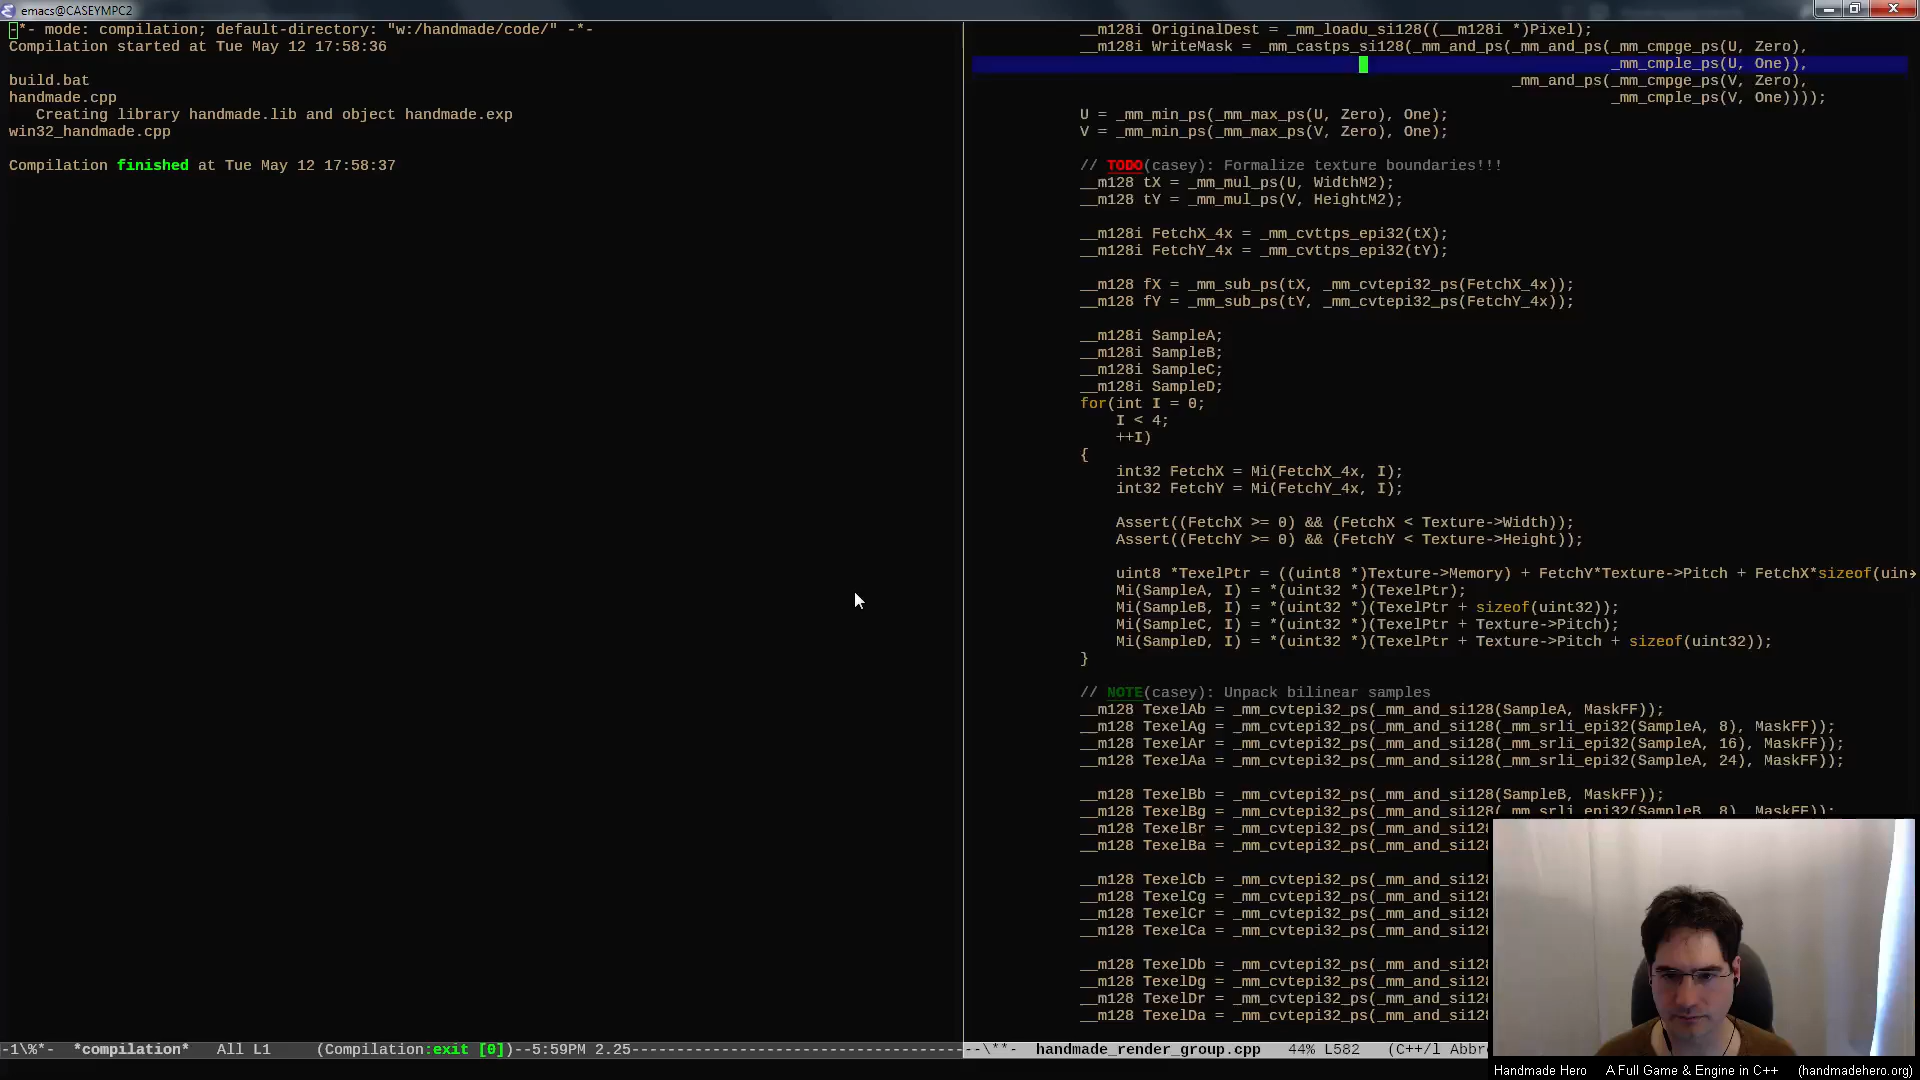 emacs@CASEYMPC2
-*- mode: compilation; default-directory: "w:/handmade/code/" -*-
Compilation started at Tue May 12 17:58:36
build.bat
handmade.cpp
   Creating library handmade.lib and object handmade.exp
win32_handmade.cpp
Compilation finished at Tue May 12 17:58:37
-1\%*-  *compilation*   All L1     (Compilation:exit [0])--5:59PM 2.25
__m128i OriginalDest = _mm_loadu_si128((__m128i *)Pixel);
__m128i WriteMask = _mm_castps_si128(_mm_and_ps(_mm_and_ps(_mm_cmpge_ps(U, Zero),
_mm_cmple_ps(U, One)),
_mm_and_ps(_mm_cmpge_ps(V, Zero),
_mm_cmple_ps(V, One))));
U = _mm_min_ps(_mm_max_ps(U, Zero), One);
V = _mm_min_ps(_mm_max_ps(V, Zero), One);
// TODO(casey): Formalize texture boundaries!!!
__m128 tX = _mm_mul_ps(U, WidthM2);
__m128 tY = _mm_mul_ps(V, HeightM2);
__m128i FetchX_4x = _mm_cvttps_epi32(tX);
__m128i FetchY_4x = _mm_cvttps_epi32(tY);
__m128 fX = _mm_sub_ps(tX, _mm_cvtepi32_ps(FetchX_4x));
__m128 fY = _mm_sub_ps(tY, _mm_cvtepi32_ps(FetchY_4x));
__m128i SampleA;
__m128i SampleB;
__m128i SampleC;
__m128i SampleD;
for(int I = 0;
    I < 4;
    ++I)
{
    int32 FetchX = Mi(FetchX_4x, I);
    int32 FetchY = Mi(FetchY_4x, I);
    Assert((FetchX >= 0) && (FetchX < Texture->Width));
    Assert((FetchY >= 0) && (FetchY < Texture->Height));
    uint8 *TexelPtr = ((uint8 *)Texture->Memory) + FetchY*Texture->Pitch + FetchX*sizeof(uin
    Mi(SampleA, I) = *(uint32 *)(TexelPtr);
    Mi(SampleB, I) = *(uint32 *)(TexelPtr + sizeof(uint32));
    Mi(SampleC, I) = *(uint32 *)(TexelPtr + Texture->Pitch);
    Mi(SampleD, I) = *(uint32 *)(TexelPtr + Texture->Pitch + sizeof(uint32));
}
// NOTE(casey): Unpack bilinear samples
__m128 TexelAb = _mm_cvtepi32_ps(_mm_and_si128(SampleA, MaskFF));
__m128 TexelAg = _mm_cvtepi32_ps(_mm_and_si128(_mm_srli_epi32(SampleA, 8), MaskFF));
__m128 TexelAr = _mm_cvtepi32_ps(_mm_and_si128(_mm_srli_epi32(SampleA, 16), MaskFF));
__m128 TexelAa = _mm_cvtepi32_ps(_mm_and_si128(_mm_srli_epi32(SampleA, 24), MaskFF));
__m128 TexelBb = _mm_cvtepi32_ps(_mm_and_si128(SampleB, MaskFF));
__m128 TexelBg = _mm_cvtepi32_ps(_mm_and_si128(_mm_srli_epi32(SampleB, 8), MaskFF));
__m128 TexelBr = _mm_cvtepi32_ps(_mm_and_si128
__m128 TexelBa = _mm_cvtepi32_ps(_mm_and_si128
__m128 TexelCb = _mm_cvtepi32_ps(_mm_and_si128
__m128 TexelCg = _mm_cvtepi32_ps(_mm_and_si128
__m128 TexelCr = _mm_cvtepi32_ps(_mm_and_si128
__m128 TexelCa = _mm_cvtepi32_ps(_mm_and_si128
__m128 TexelDb = _mm_cvtepi32_ps(_mm_and_si128
__m128 TexelDg = _mm_cvtepi32_ps(_mm_and_si128
__m128 TexelDr = _mm_cvtepi32_ps(_mm_and_si128
__m128 TexelDa = _mm_cvtepi32_ps(_mm_and_si128
--\**-  handmade_render_group.cpp   44% L582   (C++/l Abbr
Handmade Hero    A Full Game & Engine in C++    (handmadehero.org)